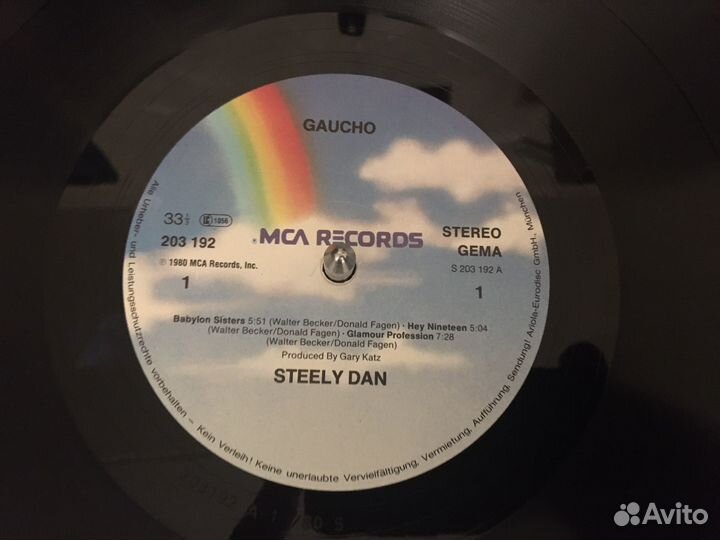 GAUCHO
33⅓ LC 1056
203 192
℗ 1980 MCA Records, Inc.
1
MCA RECORDS
STEREO
GEMA
S 203 192 A
1
Babylon Sisters 5:51 (Walter Becker/Donald Fagen) · Hey Nineteen 5:04
(Walter Becker/Donald Fagen) · Glamour Profession 7:28
(Walter Becker/Donald Fagen)
Produced By Gary Katz
STEELY DAN
Alle Urheber- und Leistungsschutzrechte vorbehalten – Kein Verleih! Keine unerlaubte Vervielfältigung, Vermietung, Aufführung, Sendung! Ariola-Eurodisc GmbH., München
Avito